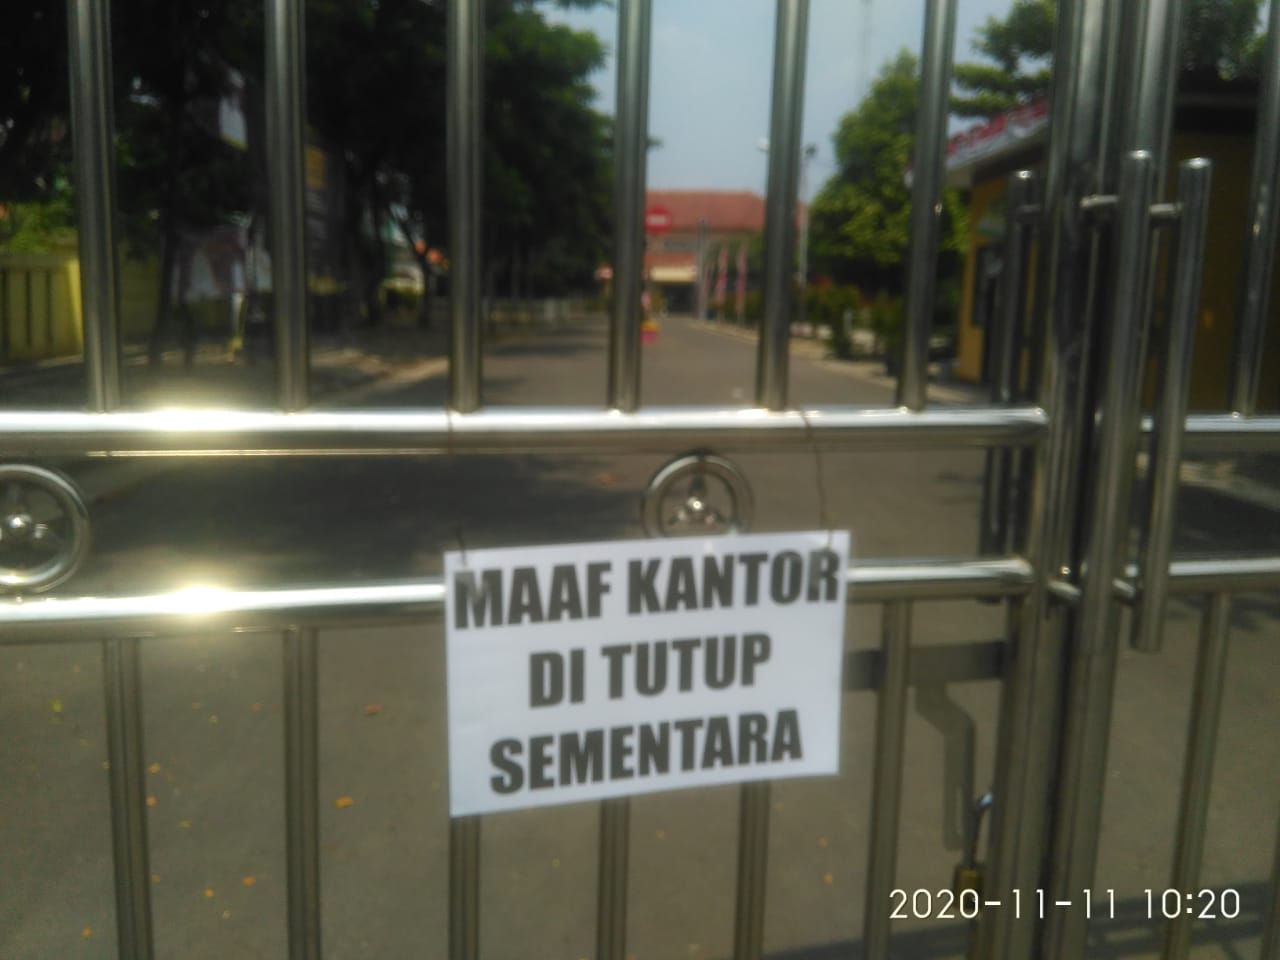 MAAF KANTOR
DI TUTUP
SEMENTARA
2020-11-11 10:20